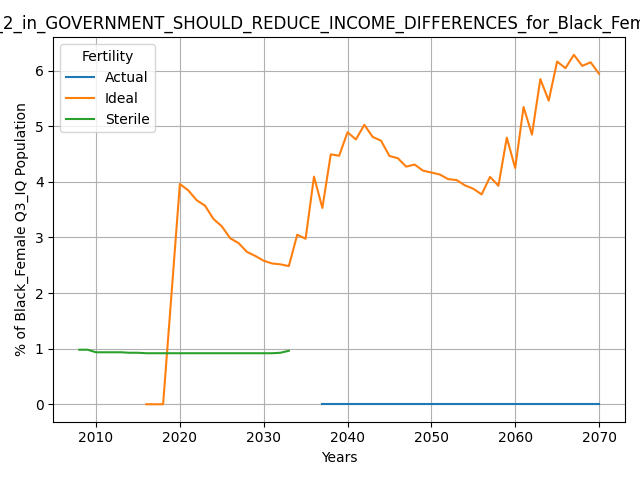 _2_in_GOVERNMENT_SHOULD_REDUCE_INCOME_DIFFERENCES_for_Black_Fem
Fertility
Actual
Ideal
Sterile
% of Black_Female Q3_IQ Population
6
5
4
3
2
1
0
2010 2020 2030 2040 2050 2060 2070
Years